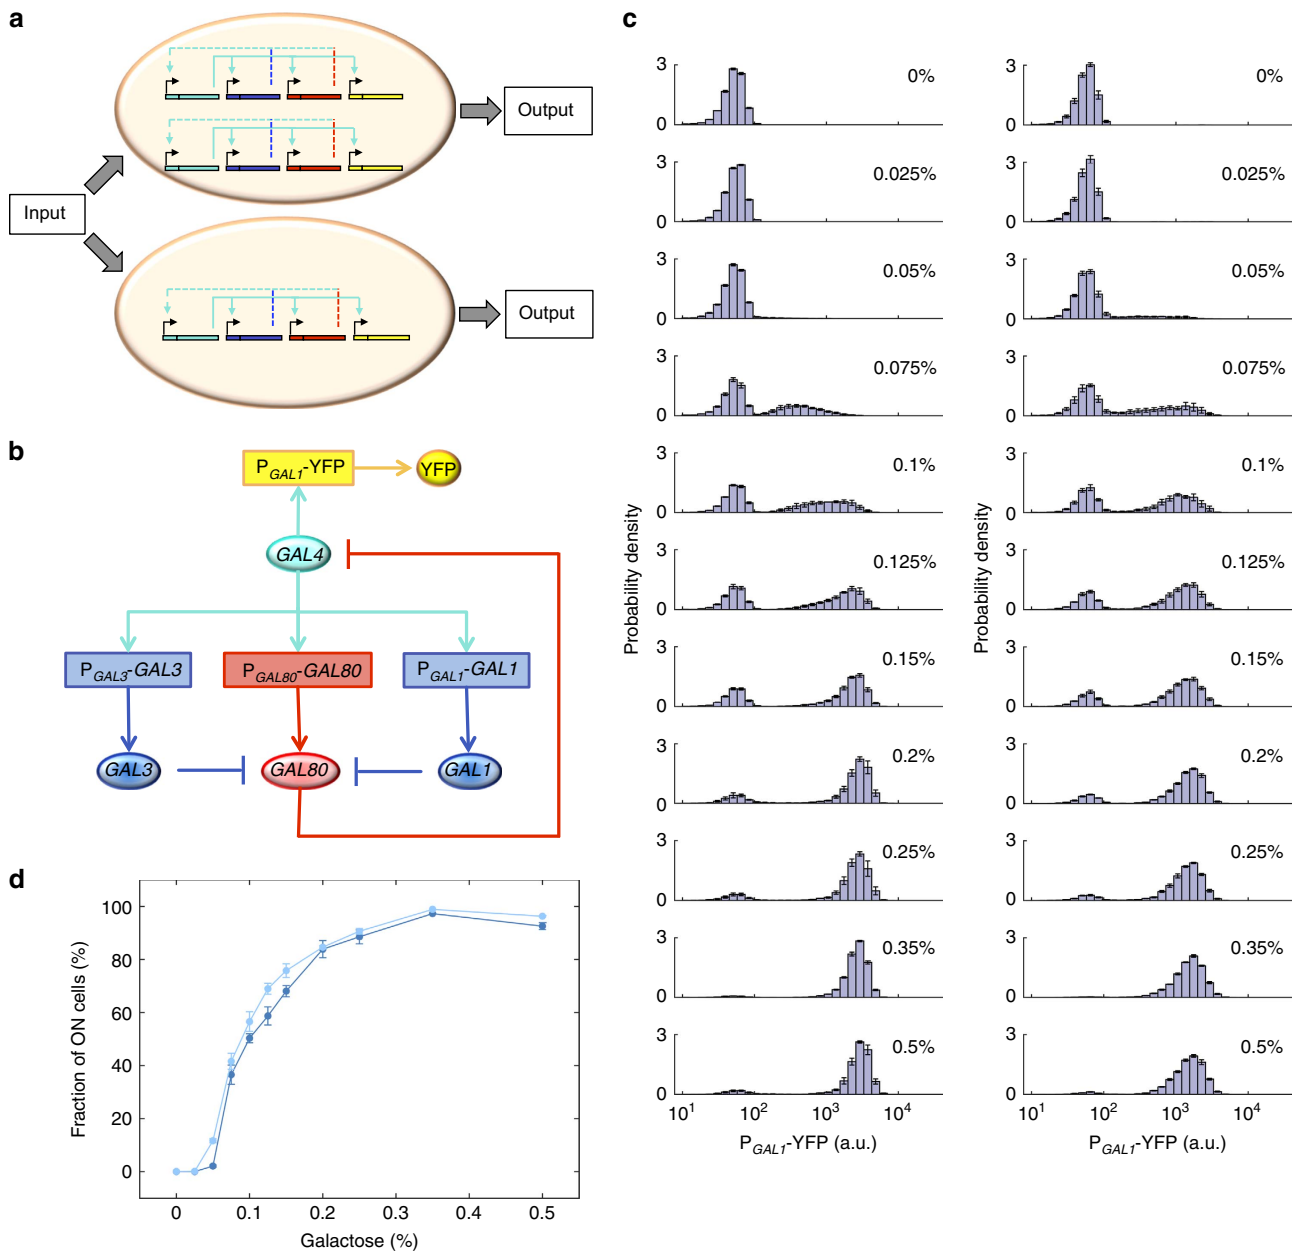 a
Input
Output
Output
b
P_GAL1-YFP
YFP
GAL4
P_GAL3-GAL3
P_GAL80-GAL80
P_GAL1-GAL1
GAL3
GAL80
GAL1
c
Probability density
3
0
0%
3
0
0.025%
3
0
0.05%
3
0
0.075%
3
0
0.1%
3
0
0.125%
3
0
0.15%
3
0
0.2%
3
0
0.25%
3
0
0.35%
3
0
0.5%
10¹ 10² 10³ 10⁴
P_GAL1-YFP (a.u.)
Probability density
3
0
0%
3
0
0.025%
3
0
0.05%
3
0
0.075%
3
0
0.1%
3
0
0.125%
3
0
0.15%
3
0
0.2%
3
0
0.25%
3
0
0.35%
3
0
0.5%
10¹ 10² 10³ 10⁴
P_GAL1-YFP (a.u.)
d
Fraction of ON cells (%)
100
80
60
40
20
0
0 0.1 0.2 0.3 0.4 0.5
Galactose (%)